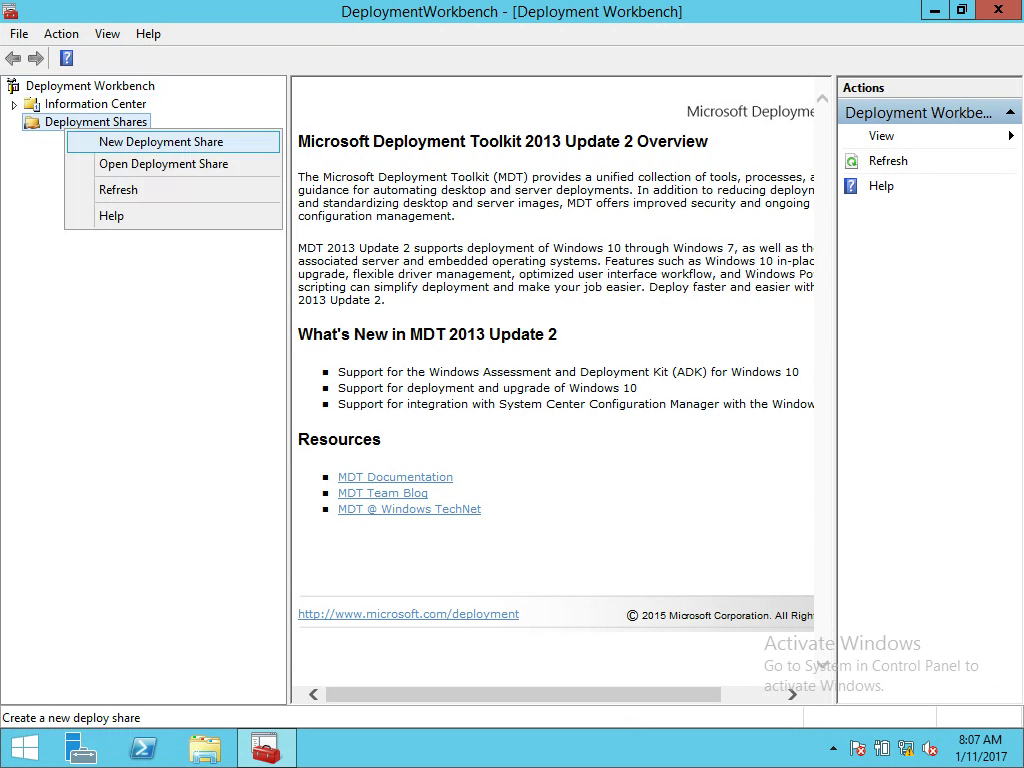 DeploymentWorkbench - [Deployment Workbench]
File Action View Help
Deployment Workbench
Information Center
Deployment Shares
New Deployment Share
Open Deployment Share
Refresh
Help
Microsoft Deployme
Microsoft Deployment Toolkit 2013 Update 2 Overview
The Microsoft Deployment Toolkit (MDT) provides a unified collection of tools, processes, a
guidance for automating desktop and server deployments. In addition to reducing deployn
and standardizing desktop and server images, MDT offers improved security and ongoing
configuration management.
MDT 2013 Update 2 supports deployment of Windows 10 through Windows 7, as well as th
associated server and embedded operating systems. Features such as Windows 10 in-plac
upgrade, flexible driver management, optimized user interface workflow, and Windows Po
scripting can simplify deployment and make your job easier. Deploy faster and easier with
2013 Update 2.
What's New in MDT 2013 Update 2
Support for the Windows Assessment and Deployment Kit (ADK) for Windows 10
Support for deployment and upgrade of Windows 10
Support for integration with System Center Configuration Manager with the Window
Resources
MDT Documentation
MDT Team Blog
MDT @ Windows TechNet
http://www.microsoft.com/deployment
© 2015 Microsoft Corporation. All Righ
Actions
Deployment Workbe...
View
Refresh
Help
Activate Windows
Go to System in Control Panel to
activate Windows.
Create a new deploy share
8:07 AM
1/11/2017